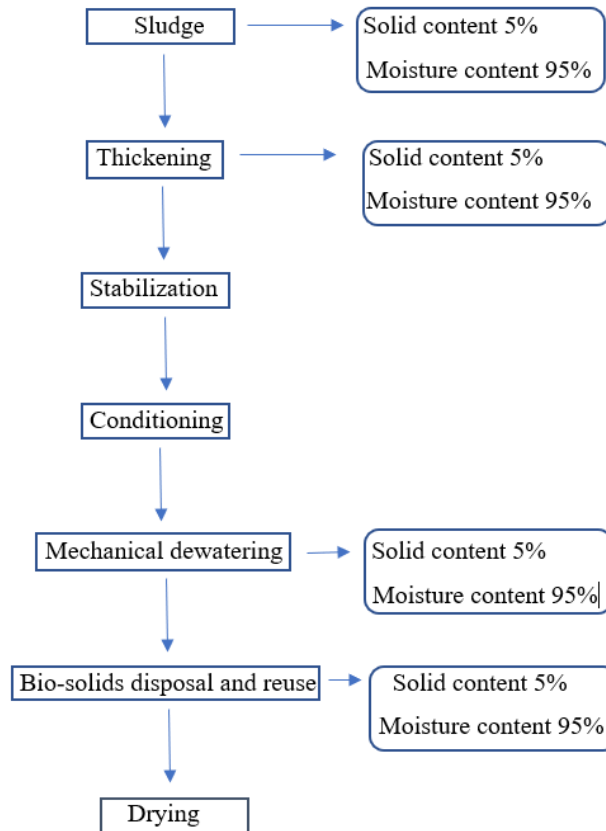 Sludge
Solid content 5%
Moisture content 95%
Thickening
Solid content 5%
Moisture content 95%
Stabilization
Conditioning
Mechanical dewatering
Solid content 5%
Moisture content 95%
Bio-solids disposal and reuse
Solid content 5%
Moisture content 95%
Drying